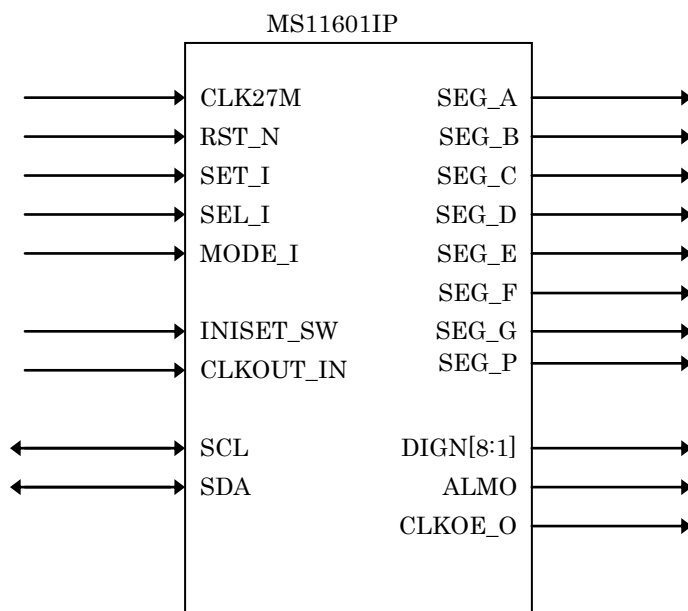 MS11601IP
CLK27M SEG_A
RST_N SEG_B
SET_I SEG_C
SEL_I SEG_D
MODE_I SEG_E
SEG_F
INISET_SW SEG_G
CLKOUT_IN SEG_P
SCL DIGN[8:1]
SDA ALMO
CLKOE_O